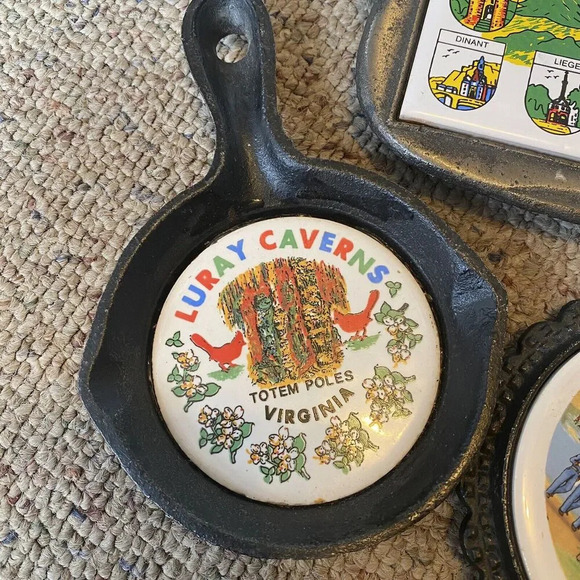 LURAY CAVERNS
TOTEM POLES
VIRGINIA
DINANT
LIEGE